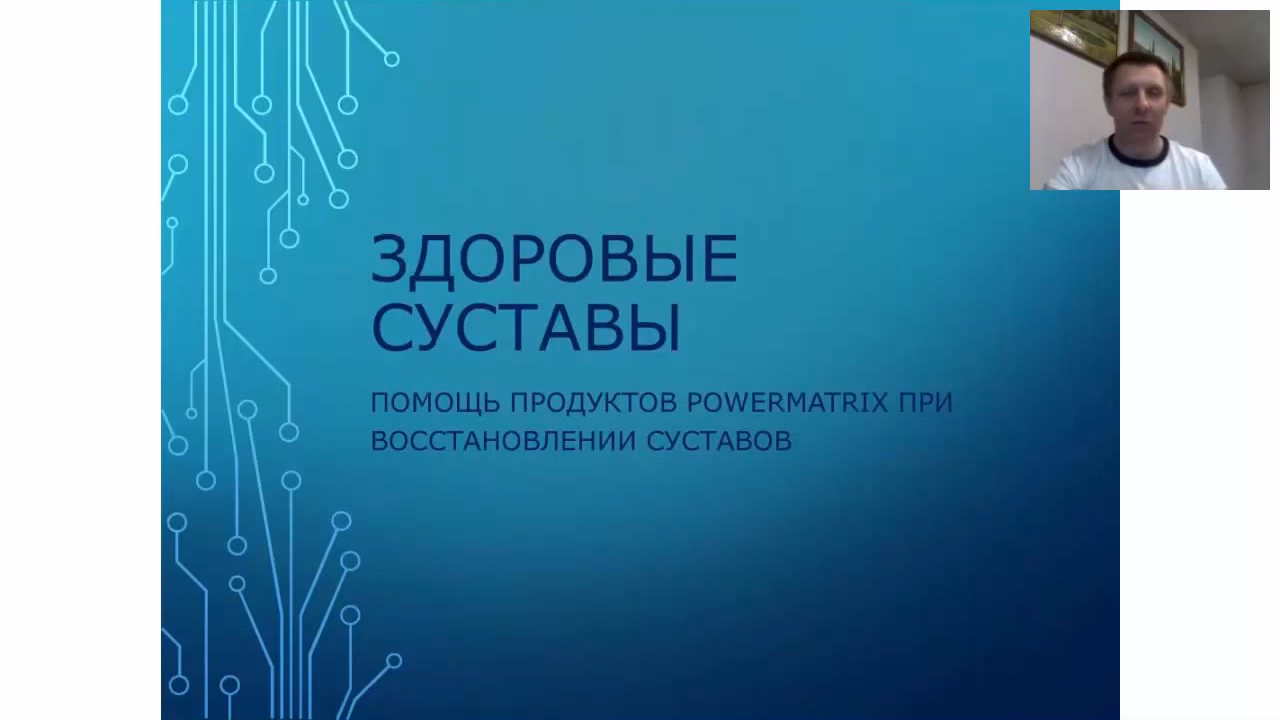 ЗДОРОВЫЕ
СУСТАВЫ
ПОМОЩЬ ПРОДУКТОВ POWERMATRIX ПРИ
ВОССТАНОВЛЕНИИ СУСТАВОВ